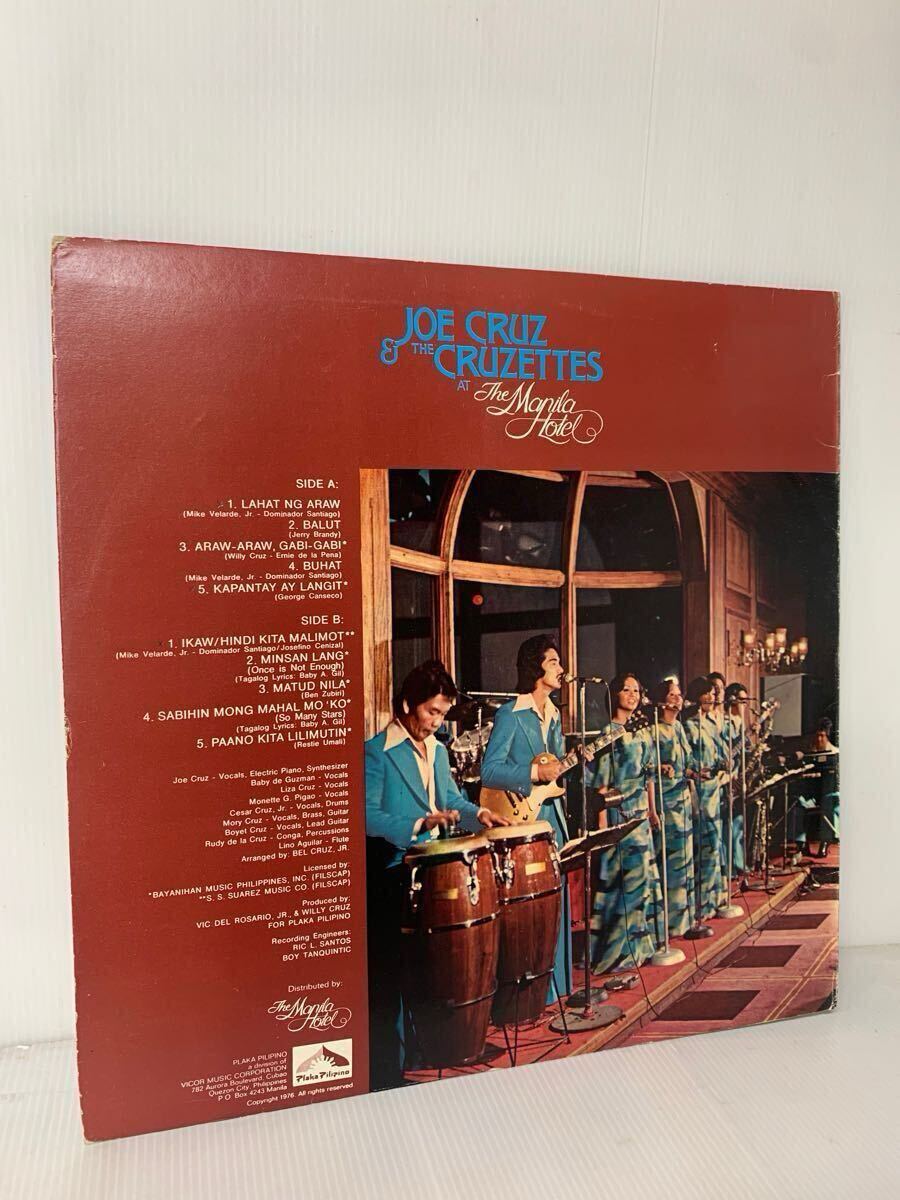 JOE CRUZ
& THE CRUZETTES
AT The Manila
Hotel
SIDE A:
1. LAHAT NG ARAW
(Mike Velarde, Jr. - Dominador Santiago)
2. BALUT
(Jerry Brandy)
3. ARAW-ARAW, GABI-GABI*
(Willy Cruz - Ernie de la Pena)
4. BUHAT
(Mike Velarde, Jr. - Dominador Santiago)
5. KAPANTAY AY LANGIT*
(George Canseco)
SIDE B:
1. IKAW/HINDI KITA MALIMOT**
(Mike Velarde, Jr. - Dominador Santiago/Josefino Cenizal)
2. MINSAN LANG*
(Once is Not Enough)
(Tagalog Lyrics: Baby A. Gil)
3. MATUD NILA*
(Ben Zubiri)
4. SABIHIN MONG MAHAL MO 'KO*
(So Many Stars)
(Tagalog Lyrics: Baby A. Gil)
5. PAANO KITA LILIMUTIN*
(Restie Umali)
Joe Cruz - Vocals, Electric Piano, Synthesizer
Baby de Guzman - Vocals
Liza Cruz - Vocals
Monette G. Pigao - Vocals
Cesar Cruz, Jr. - Vocals, Drums
Mory Cruz - Vocals, Brass, Guitar
Boyet Cruz - Vocals, Lead Guitar
Rudy de la Cruz - Conga, Percussions
Lino Aguilar - Flute
Arranged by: BEL CRUZ, JR.
Licensed by:
*BAYANIHAN MUSIC PHILIPPINES, INC. (FILSCAP)
**S. S. SUAREZ MUSIC CO. (FILSCAP)
Produced by:
VIC DEL ROSARIO, JR., & WILLY CRUZ
FOR PLAKA PILIPINO
Recording Engineers:
RIC L. SANTOS
BOY TANQUINTIC
Distributed by:
The Manila
Hotel
PLAKA PILIPINO
a division of
VICOR MUSIC CORPORATION
782 Aurora Boulevard, Cubao
Quezon City, Philippines
P.O. Box 4243 Manila
Plaka Pilipino
Copyright 1976. All rights reserved